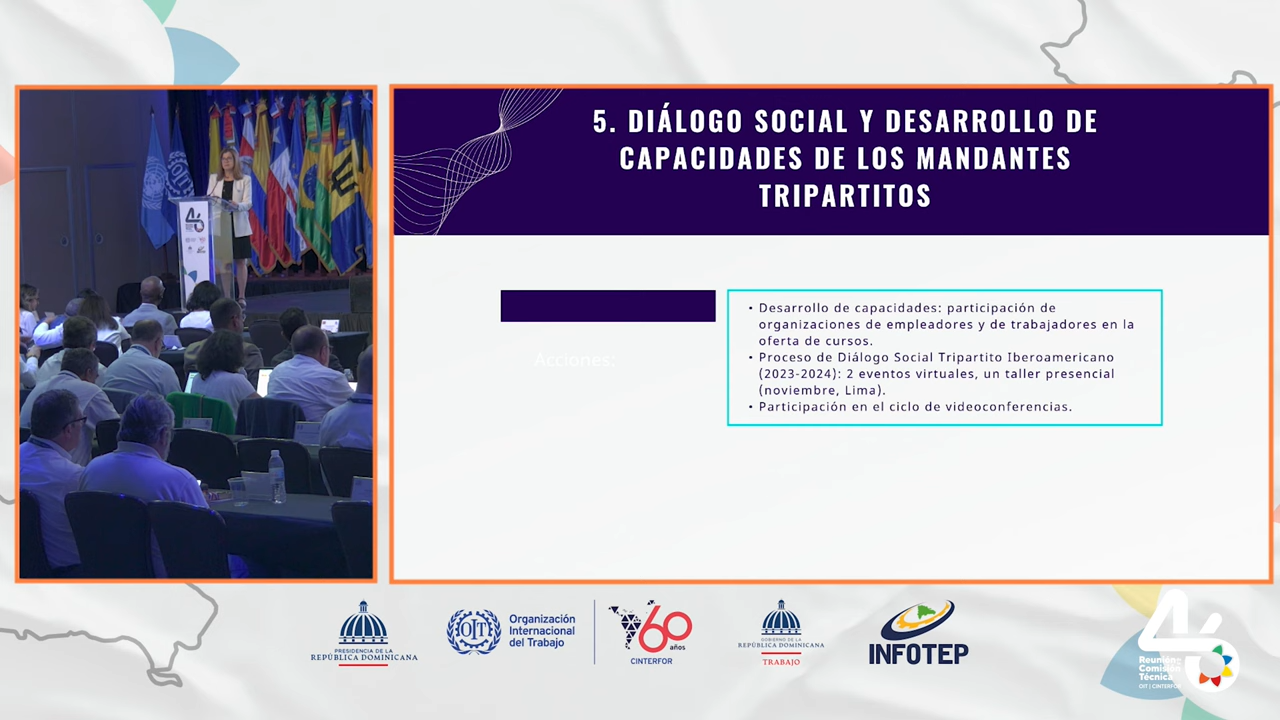 5. DIÁLOGO SOCIAL Y DESARROLLO DE
CAPACIDADES DE LOS MANDANTES
TRIPARTITOS
Acciones:
• Desarrollo de capacidades: participación de
organizaciones de empleadores y de trabajadores en la
oferta de cursos.
• Proceso de Diálogo Social Tripartito Iberoamericano
(2023-2024): 2 eventos virtuales, un taller presencial
(noviembre, Lima).
• Participación en el ciclo de videoconferencias.
46
PRESIDENCIA DE LA
REPÚBLICA DOMINICANA
OIT
Organización
Internacional
del Trabajo
60
años
CINTERFOR
GOBIERNO DE LA
REPÚBLICA DOMINICANA
TRABAJO
INFOTEP
46
Reunión
Comisión
Técnica
OIT | CINTERFOR